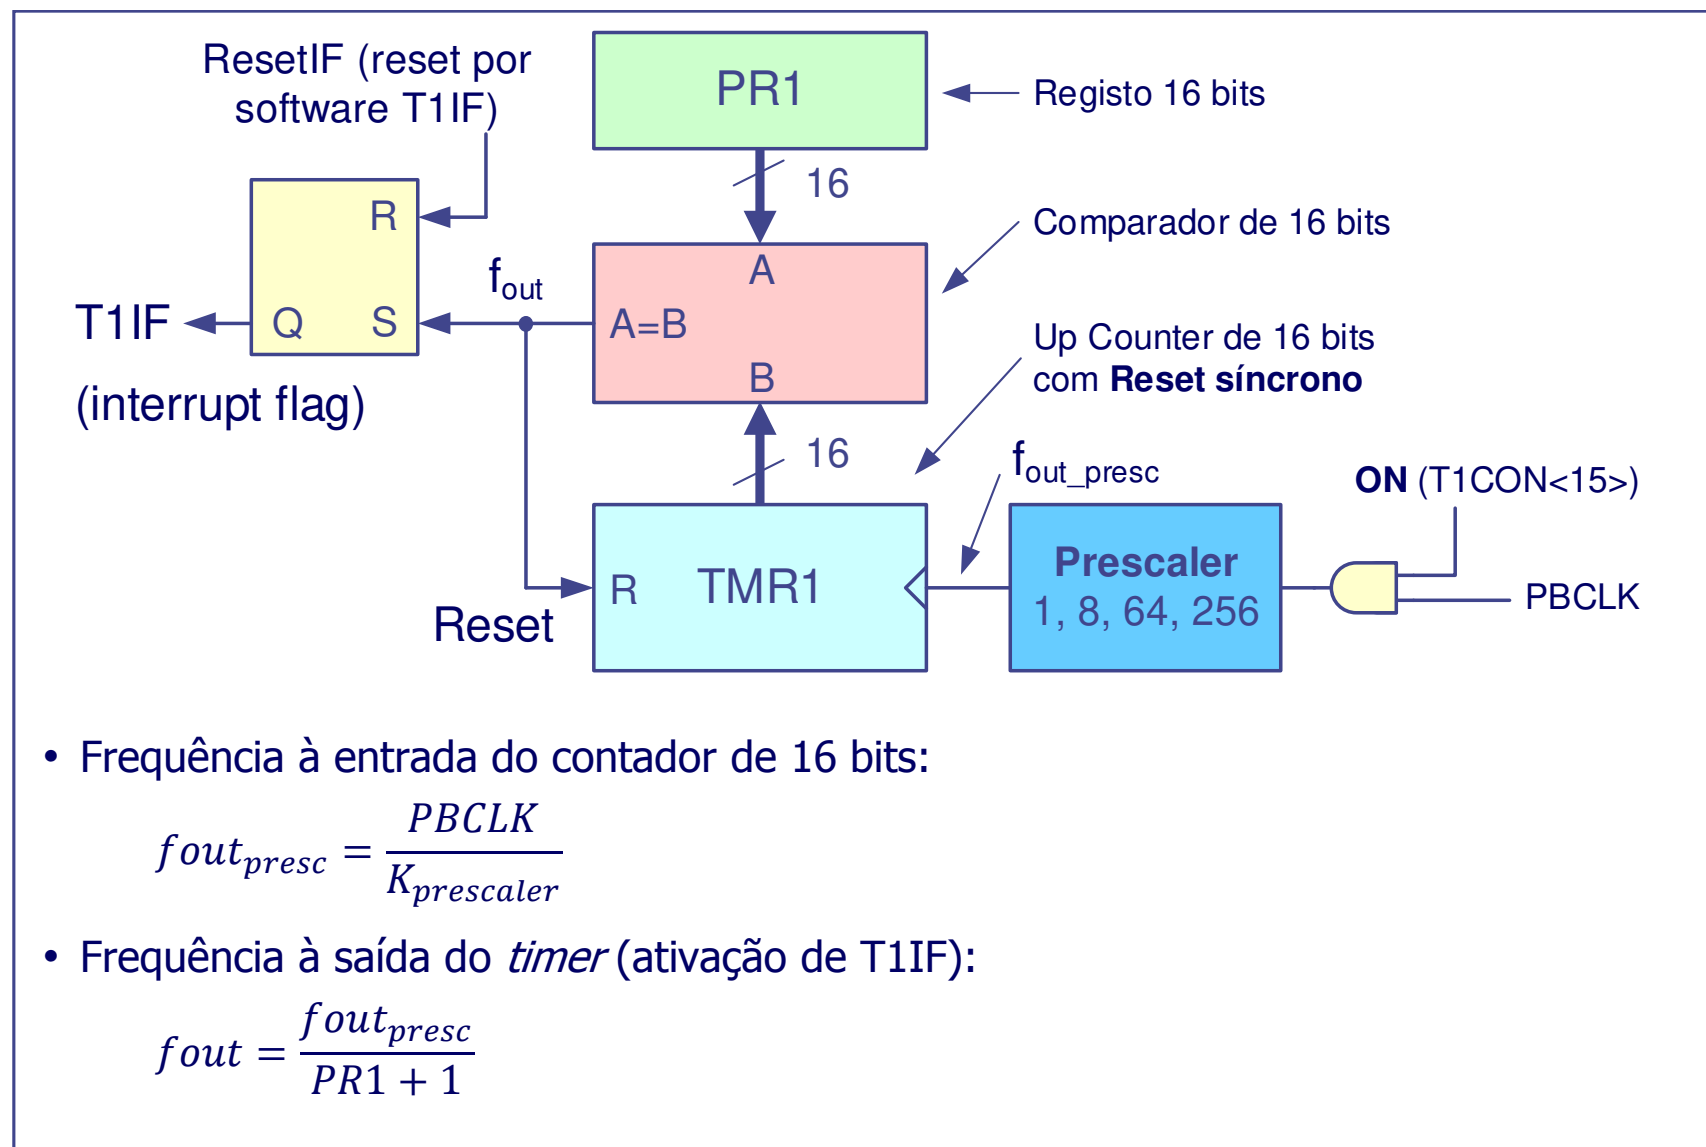 ResetIF (reset por
software T1IF)
PR1
Registo 16 bits
16
R
Comparador de 16 bits
A
f_out
T1IF
Q
S
A=B
Up Counter de 16 bits
com Reset síncrono
B
(interrupt flag)
16
f_out_presc
ON (T1CON<15>)
R
TMR1
Prescaler
1, 8, 64, 256
PBCLK
Reset
• Frequência à entrada do contador de 16 bits:
fout_presc = PBCLK / K_prescaler
• Frequência à saída do timer (ativação de T1IF):
fout = fout_presc / PR1 + 1